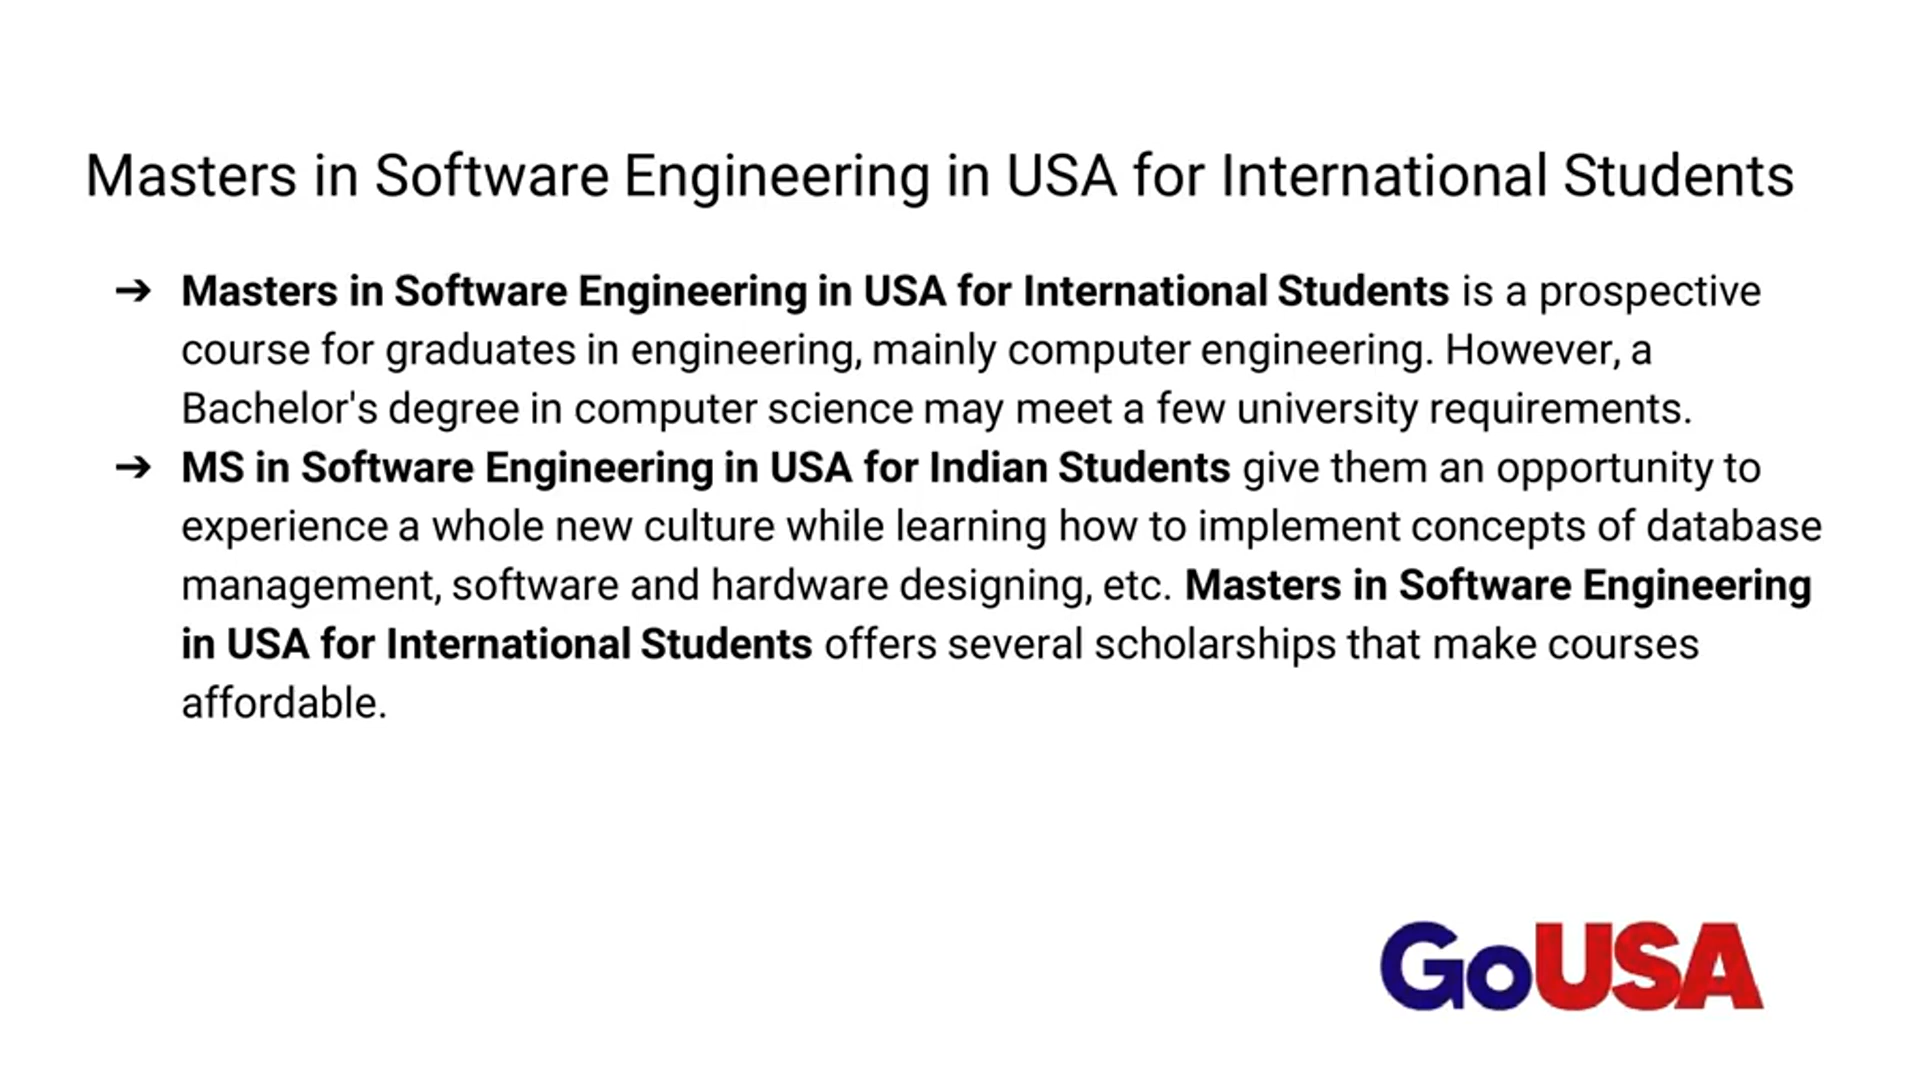 Masters in Software Engineering in USA for International Students
➔ Masters in Software Engineering in USA for International Students is a prospective
course for graduates in engineering, mainly computer engineering. However, a
Bachelor's degree in computer science may meet a few university requirements.
➔ MS in Software Engineering in USA for Indian Students give them an opportunity to
experience a whole new culture while learning how to implement concepts of database
management, software and hardware designing, etc. Masters in Software Engineering
in USA for International Students offers several scholarships that make courses
affordable.
GoUSA